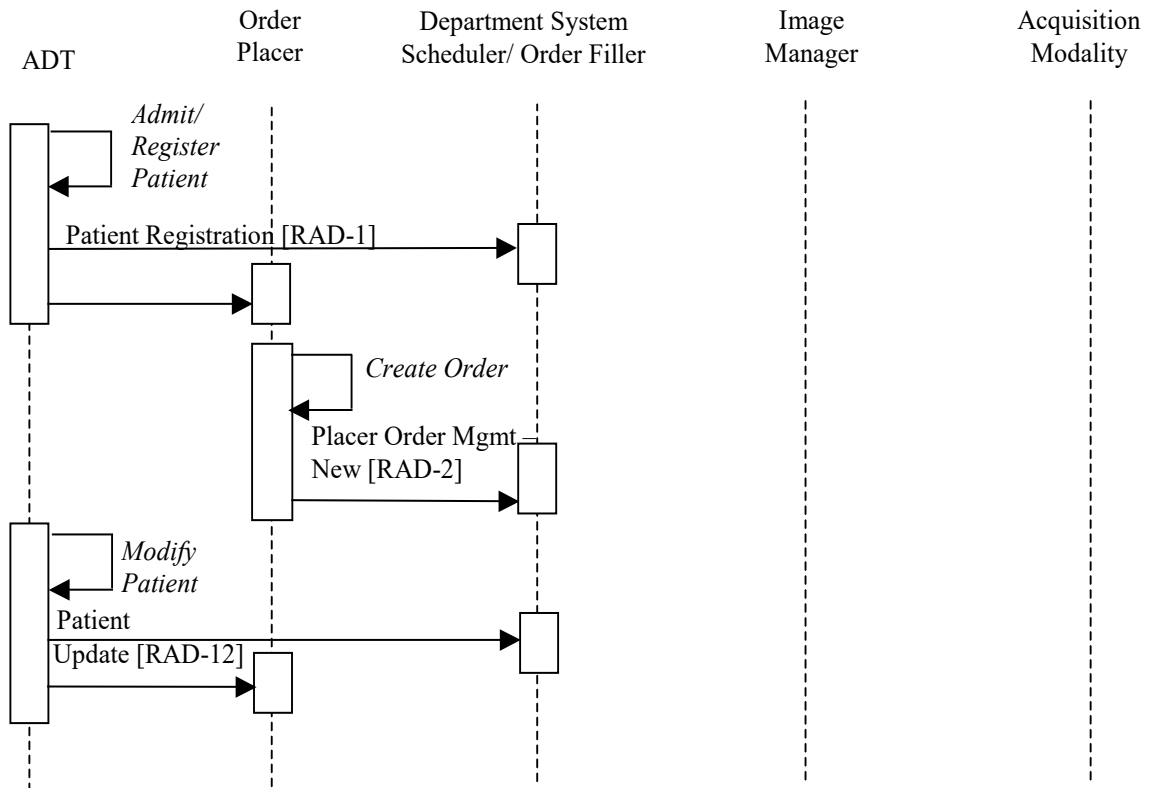 ADT
Order
Placer
Department System
Scheduler/ Order Filler
Image
Manager
Acquisition
Modality
Admit/
Register
Patient
Patient Registration [RAD-1]
Create Order
Placer Order Mgmt –
New [RAD-2]
Modify
Patient
Patient
Update [RAD-12]